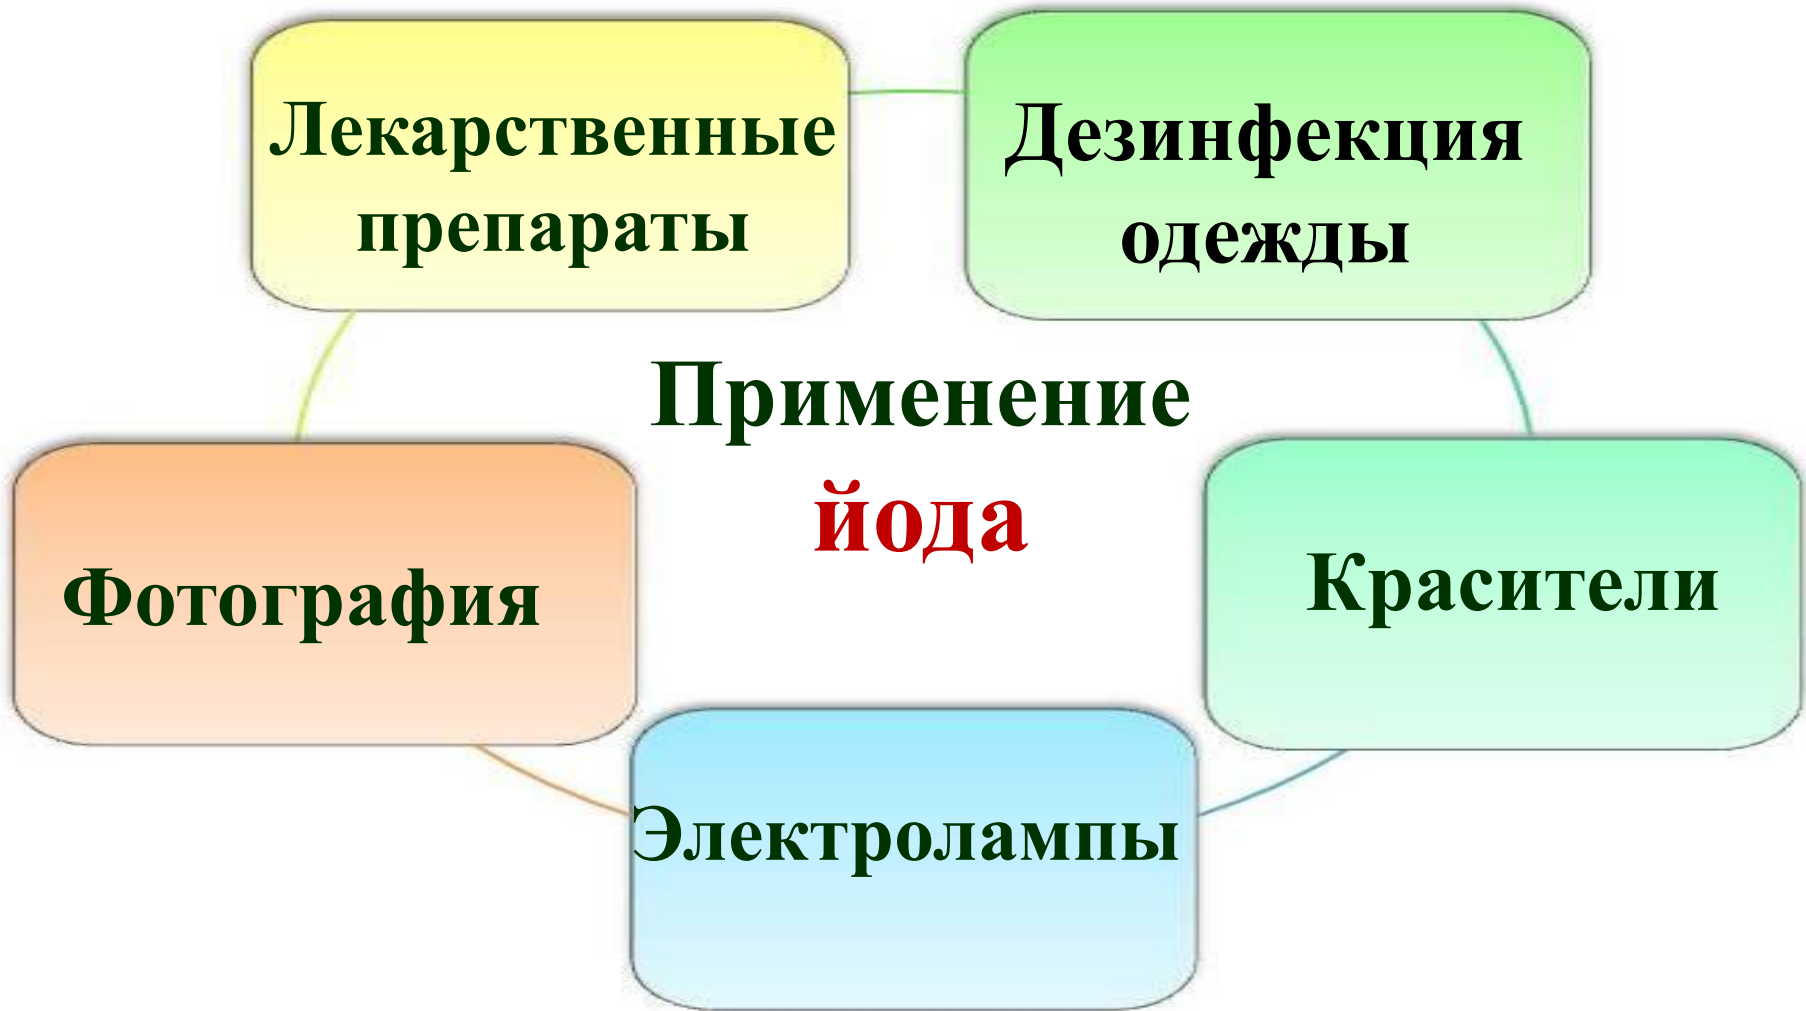 Лекарственные
препараты
Дезинфекция
одежды
Применение
йода
Фотография
Красители
Электролампы